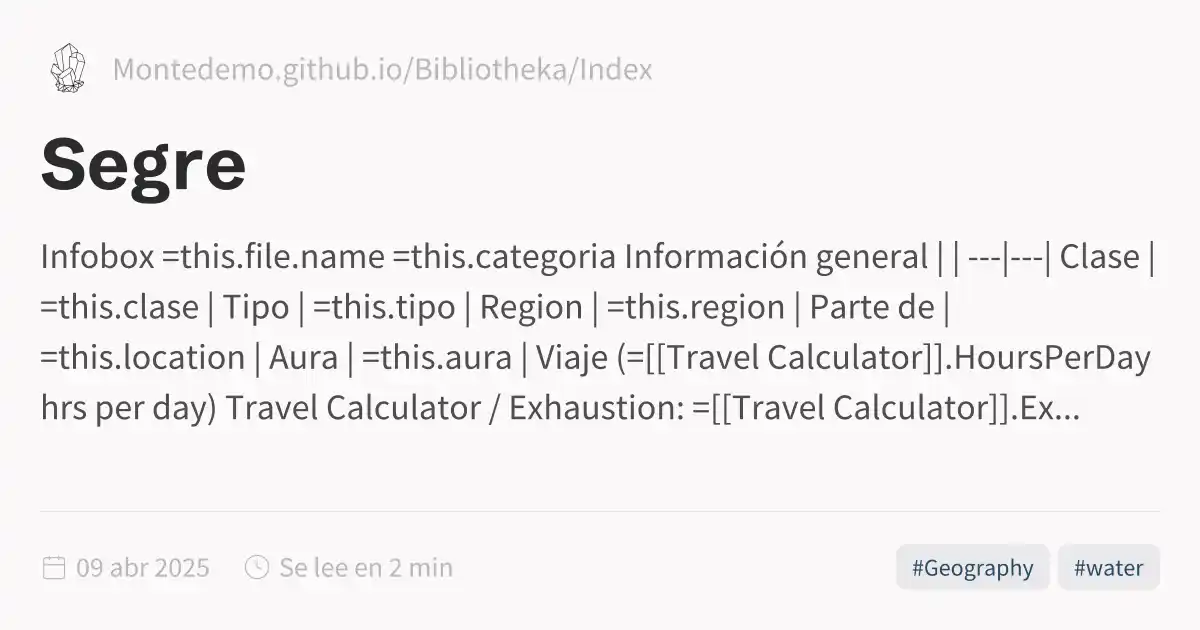 Montedemo.github.io/Bibliotheka/Index
Segre
Infobox =this.file.name =this.categoria Información general | | ---|---| Clase |
=this.clase | Tipo | =this.tipo | Region | =this.region | Parte de |
=this.location | Aura | =this.aura | Viaje (=[[Travel Calculator]].HoursPerDay
hrs per day) Travel Calculator / Exhaustion: =[[Travel Calculator]].Ex...
09 abr 2025 Se lee en 2 min #Geography #water